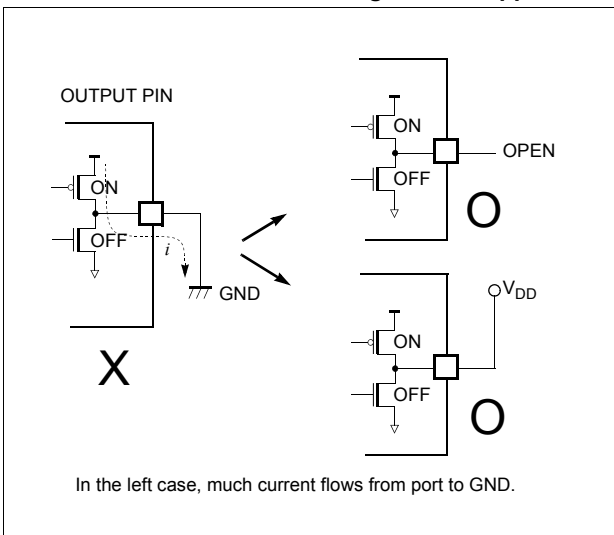 OUTPUT PIN
ON
OFF
i
GND
X
ON
OFF
OPEN
O
VDD
ON
OFF
O
In the left case, much current flows from port to GND.